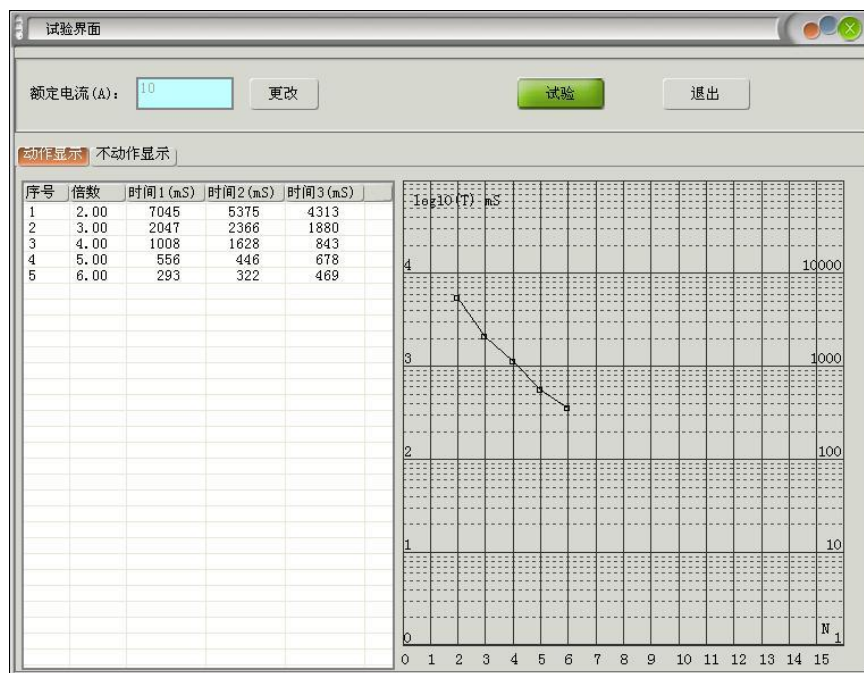 试验界面
额定电流(A): 10 更改 试验 退出
动作显示 不动作显示
序号 倍数 时间1(mS) 时间2(mS) 时间3(mS)
1 2.00 7045 5375 4313
2 3.00 2047 2366 1880
3 4.00 1008 1628 843
4 5.00 556 446 678
5 6.00 293 322 469
log10(T) mS
4 10000
3 1000
2 100
1 10
0 N 1
0 1 2 3 4 5 6 7 8 9 10 11 12 13 14 15